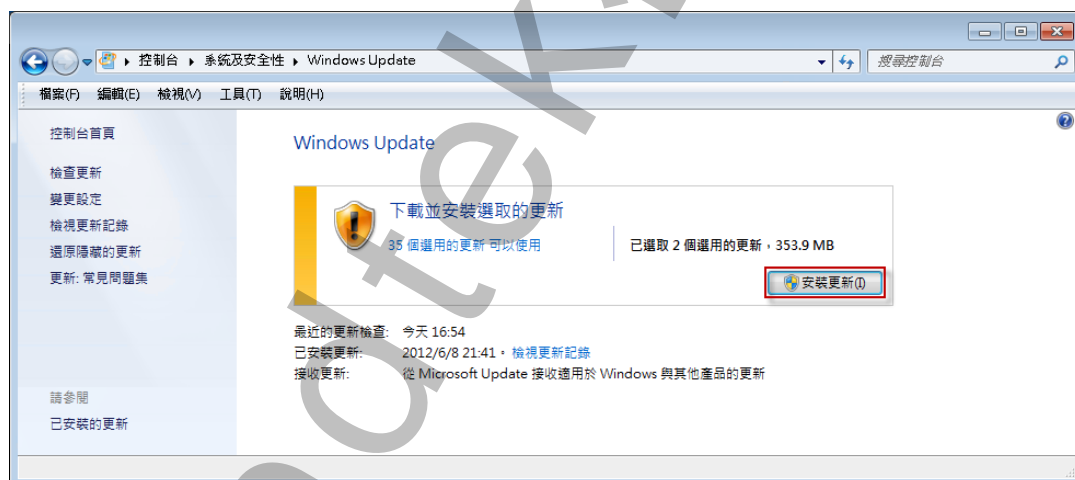 控制台 ▸ 系統及安全性 ▸ Windows Update
搜尋控制台
檔案(F) 編輯(E) 檢視(V) 工具(T) 說明(H)
控制台首頁
檢查更新
變更設定
檢視更新記錄
還原隱藏的更新
更新: 常見問題集
請參閱
已安裝的更新
Windows Update
下載並安裝選取的更新
35 個選用的更新 可以使用
已選取 2 個選用的更新，353.9 MB
安裝更新(I)
最近的更新檢查: 今天 16:54
已安裝更新: 2012/6/8 21:41。檢視更新記錄
接收更新: 從 Microsoft Update 接收適用於 Windows 與其他產品的更新